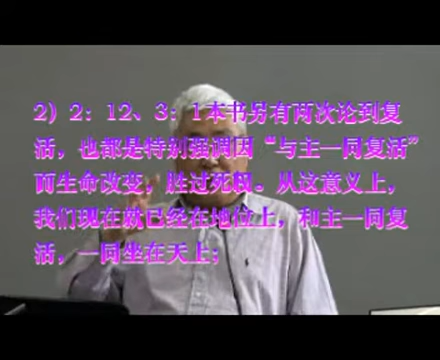 2）2：12、3：1本书另有两次论到复
活，也都是特别强调因“与主一同复活”
而生命改变，胜过死权。从这意义上，
我们现在就已经在地位上，和主一同复
活，一同坐在天上；